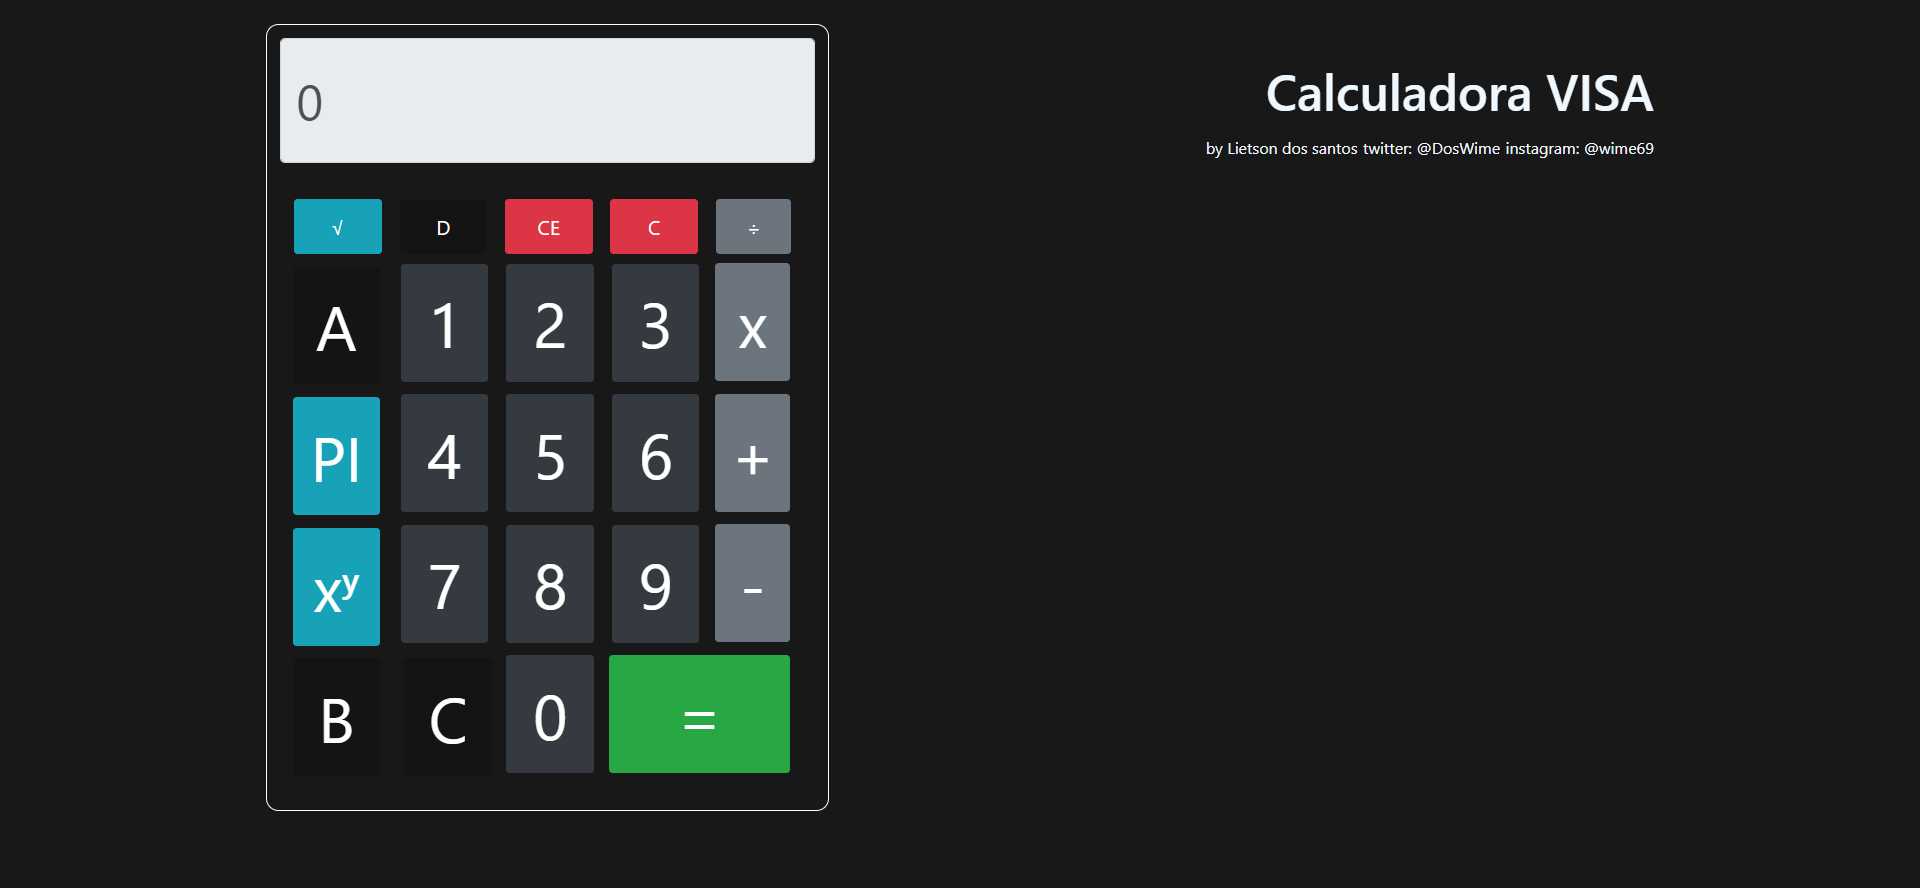 0
√ D CE C ÷
A 1 2 3 x
PI 4 5 6 +
xʸ 7 8 9 -
B C 0 =
Calculadora VISA
by Lietson dos santos twitter: @DosWime instagram: @wime69